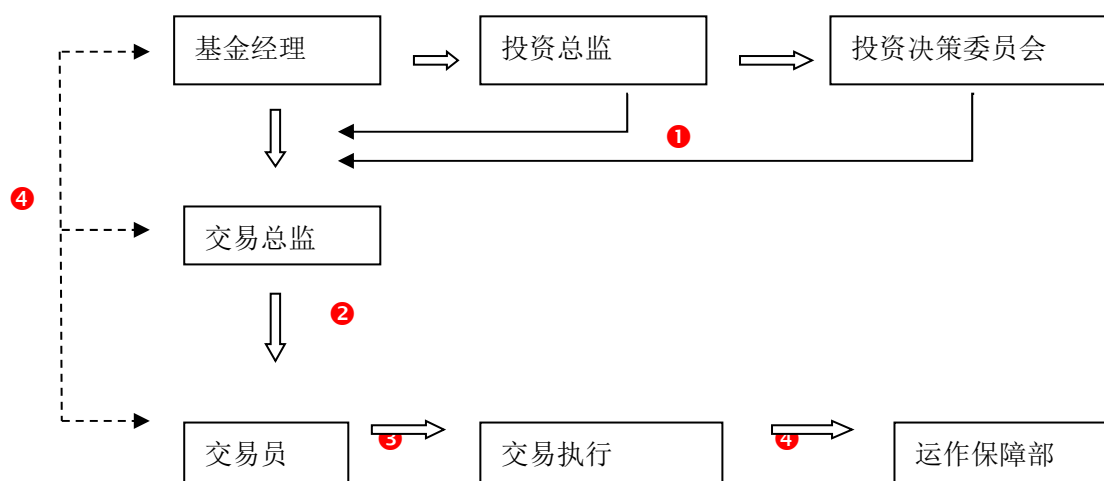 基金经理
投资总监
投资决策委员会
❶
❹
交易总监
❷
交易员
❸
交易执行
❹
运作保障部